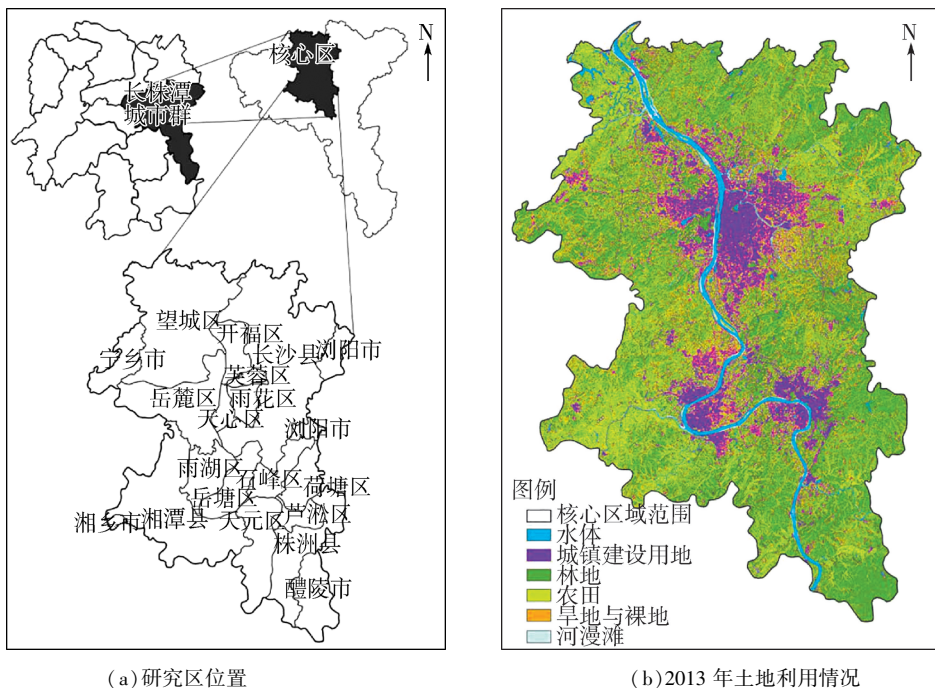 N
核心区
长株潭
城市群
望城区
开福区
宁乡市
长沙县
浏阳市
芙蓉区
岳麓区
雨花区
天心区
浏阳市
雨湖区
石峰区
荷塘区
岳塘区
湘乡市
湘潭县
天元区
芦淞区
株洲县
醴陵市
(a)研究区位置
N
图例
核心区域范围
水体
城镇建设用地
林地
农田
旱地与裸地
河漫滩
(b)2013 年土地利用情况